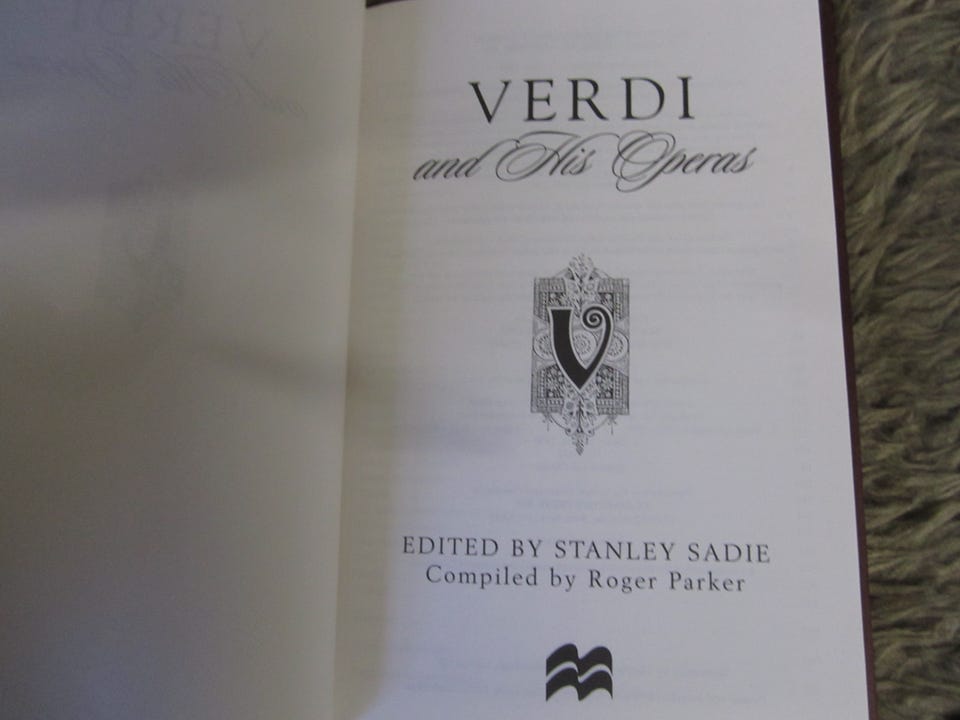 VERDI
and His Operas
V
EDITED BY STANLEY SADIE
Compiled by Roger Parker